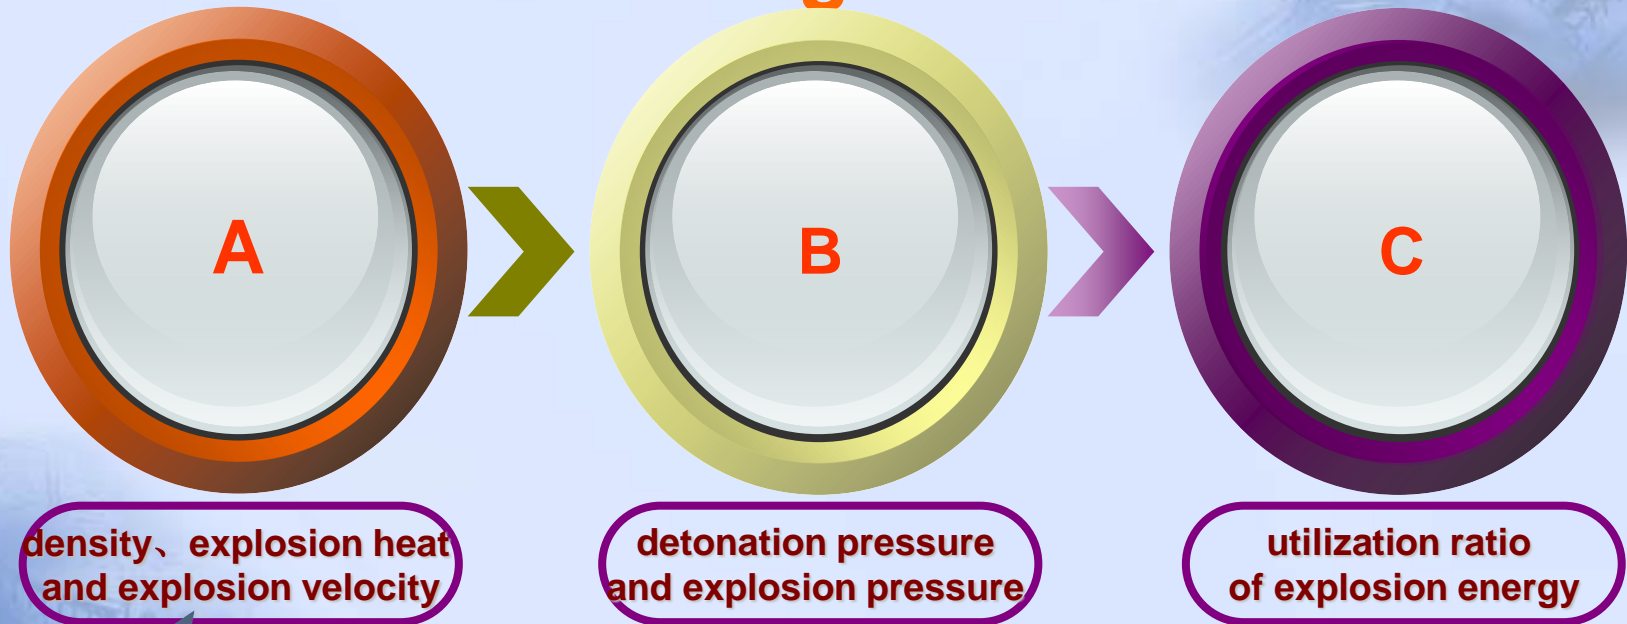 A
B
C
density、explosion heat
and explosion velocity
detonation pressure
and explosion pressure
utilization ratio
of explosion energy